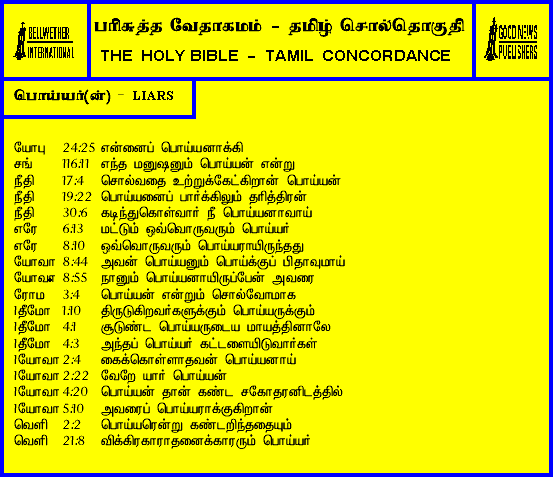 BELLWETHER
INTERNATIONAL
பரிசுத்த வேதாகமம் - தமிழ் சொல்தொகுதி
THE HOLY BIBLE - TAMIL CONCORDANCE
GOOD NEWS
PUBLISHERS
பொய்யர்(ன்) - LIARS
யோபு 24:25 என்னைப் பொய்யனாக்கி
சங் 116:11 எந்த மனுஷனும் பொய்யன் என்று
நீதி 17:4 சொல்வதை உற்றுக்கேட்கிறான் பொய்யன்
நீதி 19:22 பொய்யனைப் பார்க்கிலும் தரித்திரன்
நீதி 30:6 கடிந்துகொள்வார் நீ பொய்யனாவாய்
எரே 6:13 மட்டும் ஒவ்வொருவரும் பொய்யர்
எரே 8:10 ஒவ்வொருவரும் பொய்யராயிருந்தது
யோவா 8:44 அவன் பொய்யனும் பொய்க்குப் பிதாவுமாய்
யோவா 8:55 நானும் பொய்யனாயிருப்பேன் அவரை
ரோம 3:4 பொய்யன் என்றும் சொல்வோமாக
1தீமோ 1:10 திருடுகிறவர்களுக்கும் பொய்யருக்கும்
1தீமோ 4:1 சூடுண்ட பொய்யருடைய மாயத்தினாலே
1தீமோ 4:3 அந்தப் பொய்யர் கட்டளையிடுவார்கள்
1யோவா 2:4 கைக்கொள்ளாதவன் பொய்யனாய்
1யோவா 2:22 வேறே யார் பொய்யன்
1யோவா 4:20 பொய்யன் தான் கண்ட சகோதரனிடத்தில்
1யோவா 5:10 அவரைப் பொய்யராக்குகிறான்
வெளி 2:2 பொய்யரென்று கண்டறிந்ததையும்
வெளி 21:8 விக்கிரகாராதனைக்காரரும் பொய்யர்